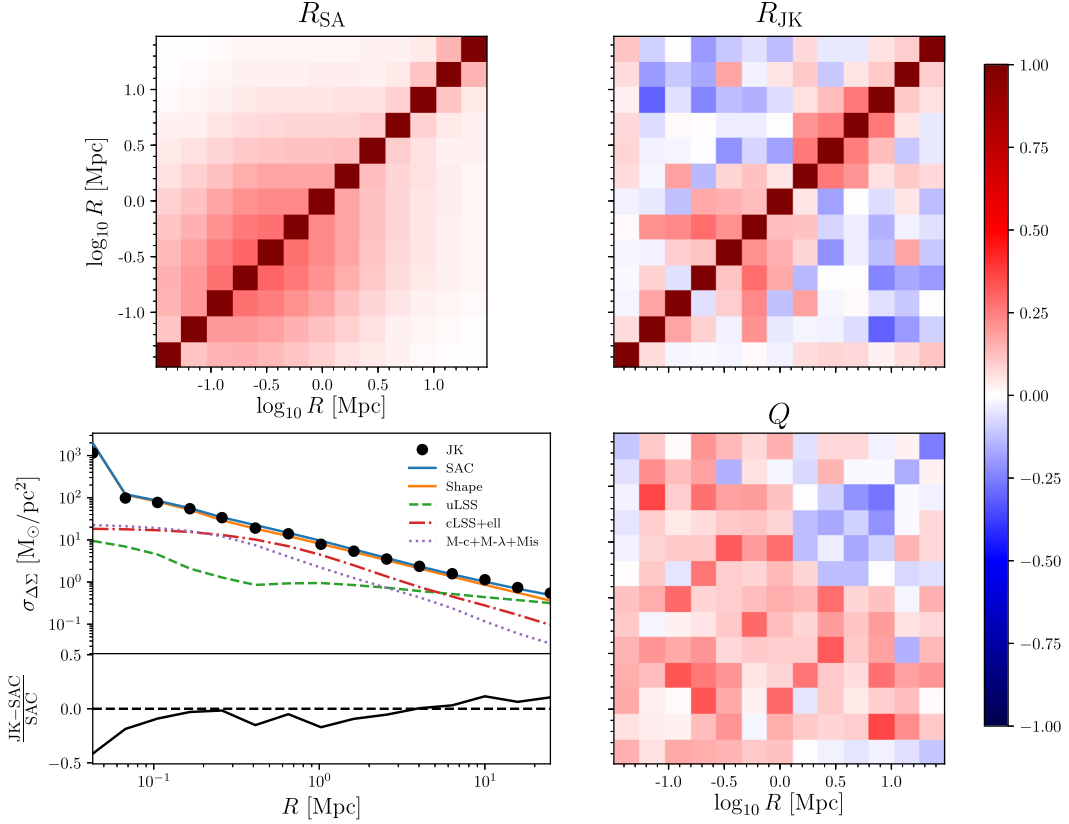 R_SA
R_JK
1.0
0.5
0.0
-0.5
-1.0
log₁₀ R [Mpc]
-1.0 -0.5 0.0 0.5 1.0
log₁₀ R [Mpc]
1.00
0.75
0.50
0.25
0.00
−0.25
−0.50
−0.75
−1.00
Q
-1.0 -0.5 0.0 0.5 1.0
log₁₀ R [Mpc]
σ_ΔΣ [M_⊙/pc²]
10³
10²
10¹
10⁰
10⁻¹
JK
SAC
Shape
uLSS
cLSS+ell
M-c+M-λ+Mis
JK−SAC
SAC
0.5
0.0
−0.5
10⁻¹ 10⁰ 10¹
R [Mpc]